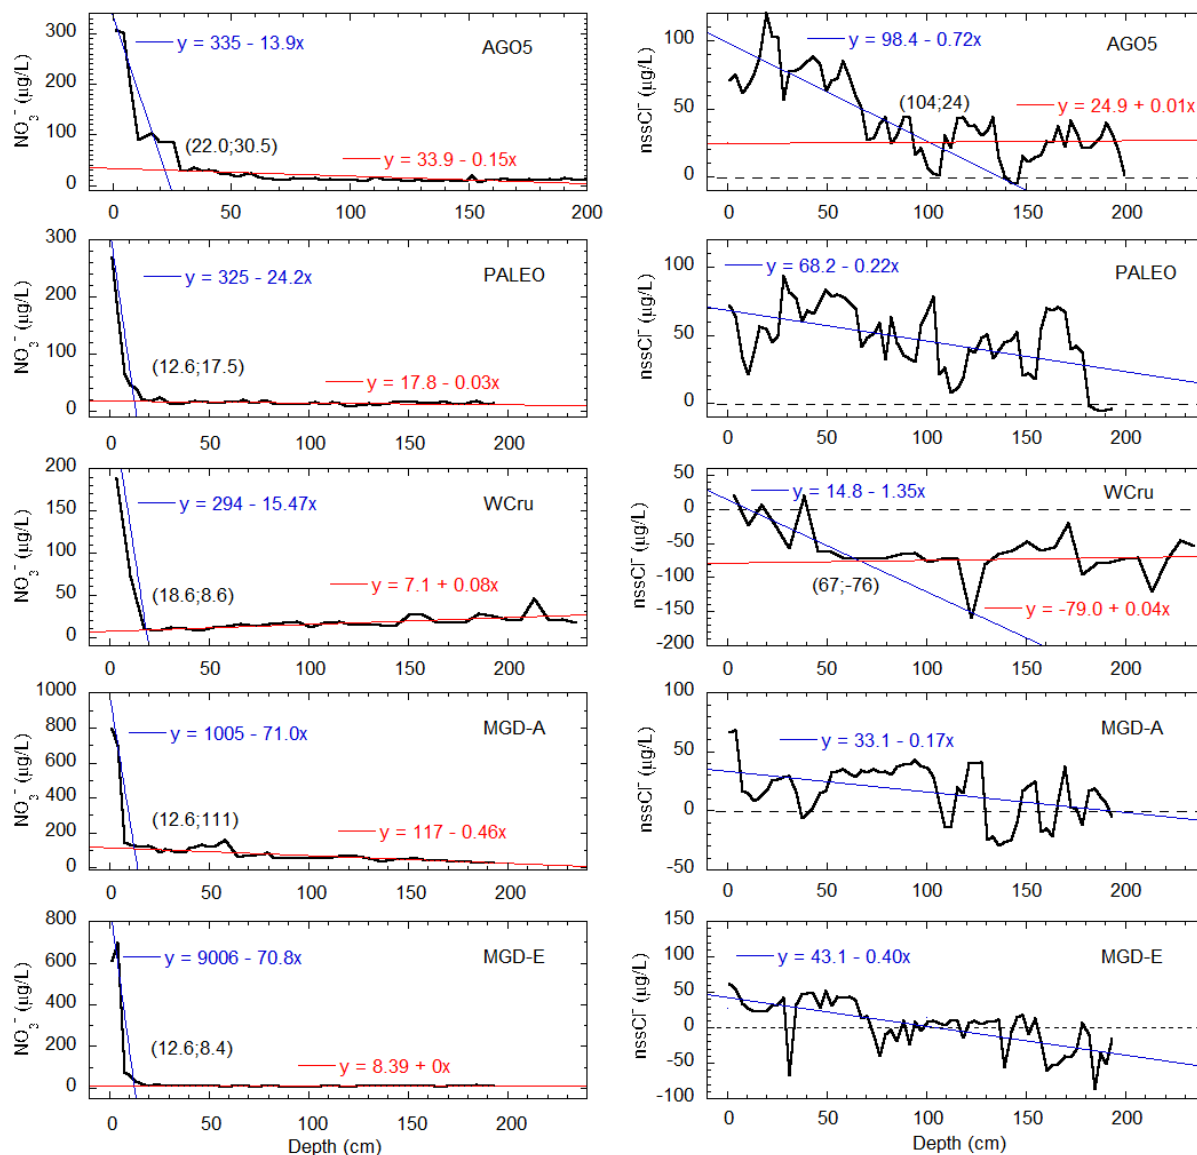 y = 335 - 13.9x
AGO5
(22.0;30.5)
y = 33.9 - 0.15x
NO3⁻ (µg/L)
300
200
100
0
0 50 100 150 200
y = 98.4 - 0.72x
AGO5
(104;24)
y = 24.9 + 0.01x
nssCl⁻ (µg/L)
100
50
0
0 50 100 150 200
300
y = 325 - 24.2x
PALEO
(12.6;17.5)
y = 17.8 - 0.03x
NO3⁻ (µg/L)
200
100
0
0 50 100 150 200
y = 68.2 - 0.22x
PALEO
nssCl⁻ (µg/L)
100
50
0
0 50 100 150 200
200
y = 294 - 15.47x
WCru
(18.6;8.6)
y = 7.1 + 0.08x
NO3⁻ (µg/L)
150
100
50
0
0 50 100 150 200
50
y = 14.8 - 1.35x
WCru
(67;-76)
y = -79.0 + 0.04x
nssCl⁻ (µg/L)
0
-50
-100
-150
-200
0 50 100 150 200
1000
y = 1005 - 71.0x
MGD-A
(12.6;111)
y = 117 - 0.46x
NO3⁻ (µg/L)
800
600
400
200
0
0 50 100 150 200
100
y = 33.1 - 0.17x
MGD-A
nssCl⁻ (µg/L)
50
0
-50
0 50 100 150 200
800
y = 9006 - 70.8x
MGD-E
(12.6;8.4)
y = 8.39 + 0x
NO3⁻ (µg/L)
600
400
200
0
0 50 100 150 200
Depth (cm)
150
y = 43.1 - 0.40x
MGD-E
nssCl⁻ (µg/L)
100
50
0
-50
-100
0 50 100 150 200
Depth (cm)